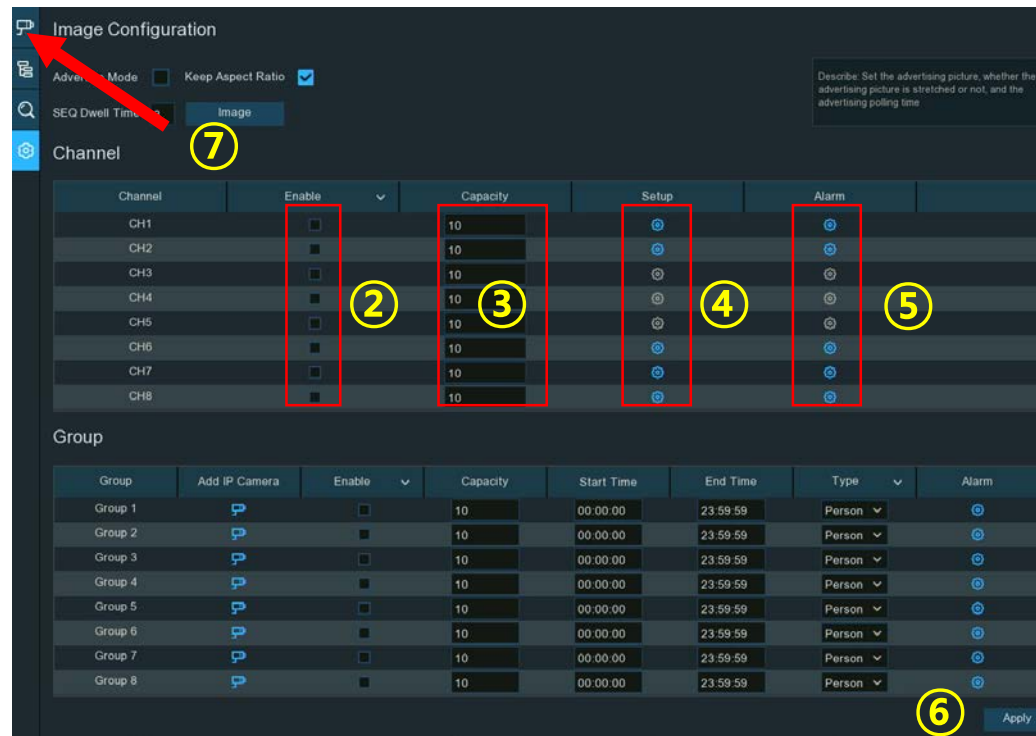 Image Configuration
Advertise Mode Keep Aspect Ratio
Describe: Set the advertising picture, whether the
advertising picture is stretched or not, and the
advertising polling time
SEQ Dwell Time Image
⑦
Channel
Channel Enable Capacity Setup Alarm
CH1 10
CH2 10
CH3 10
CH4 10
② ③ ④ ⑤
CH5 10
CH6 10
CH7 10
CH8 10
Group
Group Add IP Camera Enable Capacity Start Time End Time Type Alarm
Group 1 10 00:00:00 23:59:59 Person
Group 2 10 00:00:00 23:59:59 Person
Group 3 10 00:00:00 23:59:59 Person
Group 4 10 00:00:00 23:59:59 Person
Group 5 10 00:00:00 23:59:59 Person
Group 6 10 00:00:00 23:59:59 Person
Group 7 10 00:00:00 23:59:59 Person
Group 8 10 00:00:00 23:59:59 Person
⑥ Apply